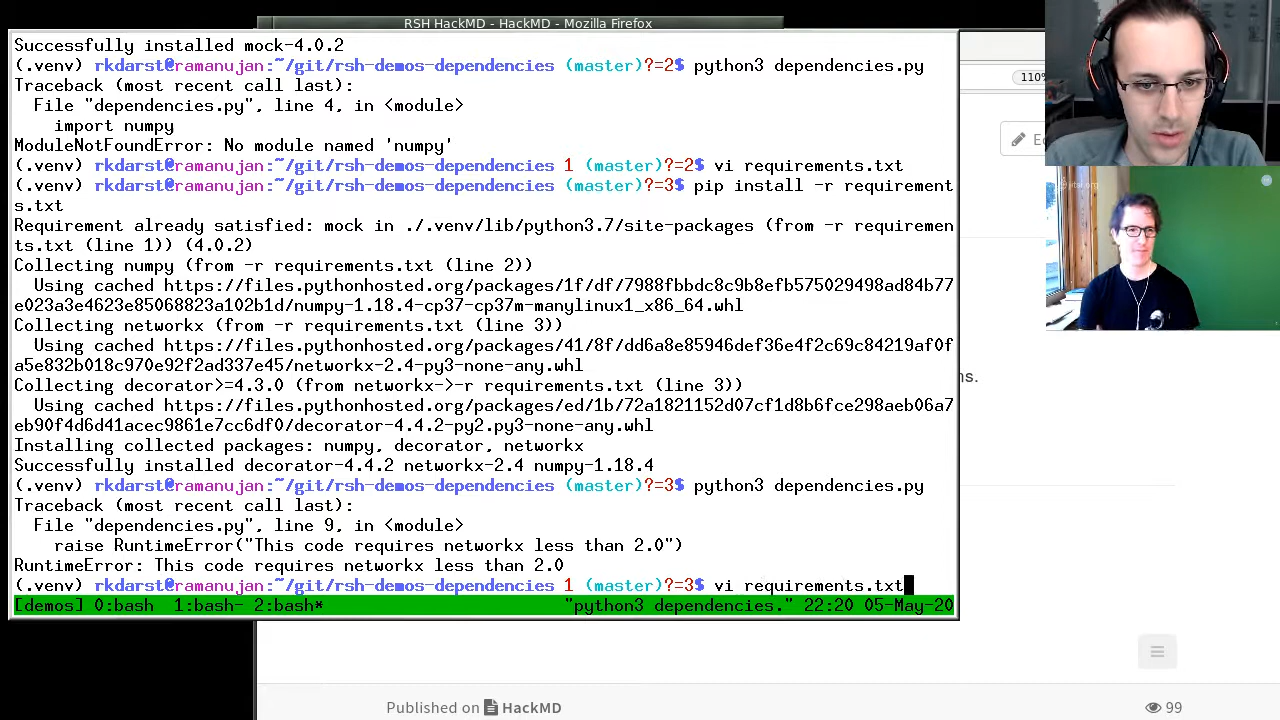 RSH HackMD - HackMD - Mozilla Firefox
Successfully installed mock-4.0.2
(.venv) rkdarst@ramanujan:~/git/rsh-demos-dependencies (master)?=2$ python3 dependencies.py
Traceback (most recent call last):
  File "dependencies.py", line 4, in <module>
    import numpy
ModuleNotFoundError: No module named 'numpy'
(.venv) rkdarst@ramanujan:~/git/rsh-demos-dependencies 1 (master)?=2$ vi requirements.txt
(.venv) rkdarst@ramanujan:~/git/rsh-demos-dependencies (master)?=3$ pip install -r requirement
s.txt
Requirement already satisfied: mock in ./.venv/lib/python3.7/site-packages (from -r requiremen
ts.txt (line 1)) (4.0.2)
Collecting numpy (from -r requirements.txt (line 2))
  Using cached https://files.pythonhosted.org/packages/1f/df/7988fbbdc8c9b8efb575029498ad84b77
e023a3e4623e85068823a102b1d/numpy-1.18.4-cp37-cp37m-manylinux1_x86_64.whl
Collecting networkx (from -r requirements.txt (line 3))
  Using cached https://files.pythonhosted.org/packages/41/8f/dd6a8e85946def36e4f2c69c84219af0f
a5e832b018c970e92f2ad337e45/networkx-2.4-py3-none-any.whl
Collecting decorator>=4.3.0 (from networkx->-r requirements.txt (line 3))
  Using cached https://files.pythonhosted.org/packages/ed/1b/72a1821152d07cf1d8b6fce298aeb06a7
eb90f4d6d41acec9861e7cc6df0/decorator-4.4.2-py2.py3-none-any.whl
Installing collected packages: numpy, decorator, networkx
Successfully installed decorator-4.4.2 networkx-2.4 numpy-1.18.4
(.venv) rkdarst@ramanujan:~/git/rsh-demos-dependencies (master)?=3$ python3 dependencies.py
Traceback (most recent call last):
  File "dependencies.py", line 9, in <module>
    raise RuntimeError("This code requires networkx less than 2.0")
RuntimeError: This code requires networkx less than 2.0
(.venv) rkdarst@ramanujan:~/git/rsh-demos-dependencies 1 (master)?=3$ vi requirements.txt
[demos] 0:bash  1:bash- 2:bash* "python3 dependencies." 22:20 05-May-20
110%
jitsi.org
ns.
Published on HackMD
99